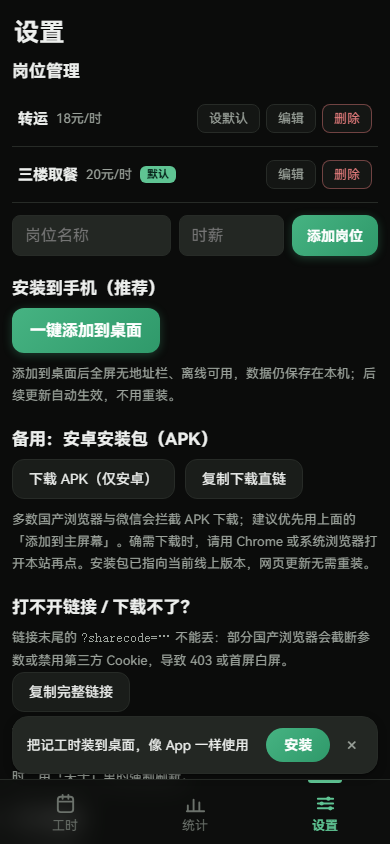 设置
岗位管理
转运 18元/时 设默认 编辑 删除
三楼取餐 20元/时 默认 编辑 删除
岗位名称 时薪 添加岗位
安装到手机（推荐）
一键添加到桌面
添加到桌面后全屏无地址栏、离线可用，数据仍保存在本机；后
续更新自动生效，不用重装。
备用：安卓安装包（APK）
下载 APK（仅安卓） 复制下载直链
多数国产浏览器与微信会拦截 APK 下载；建议优先用上面的
「添加到主屏幕」。确需下载时，请用 Chrome 或系统浏览器打
开本站再点。安装包已指向当前线上版本，网页更新无需重装。
打不开链接 / 下载不了？
链接末尾的 ?sharecode=… 不能丢：部分国产浏览器会截断参
数或禁用第三方 Cookie，导致 403 或首屏白屏。
复制完整链接
把记工时装到桌面，像 App 一样使用 安装 ×
工时 统计 设置